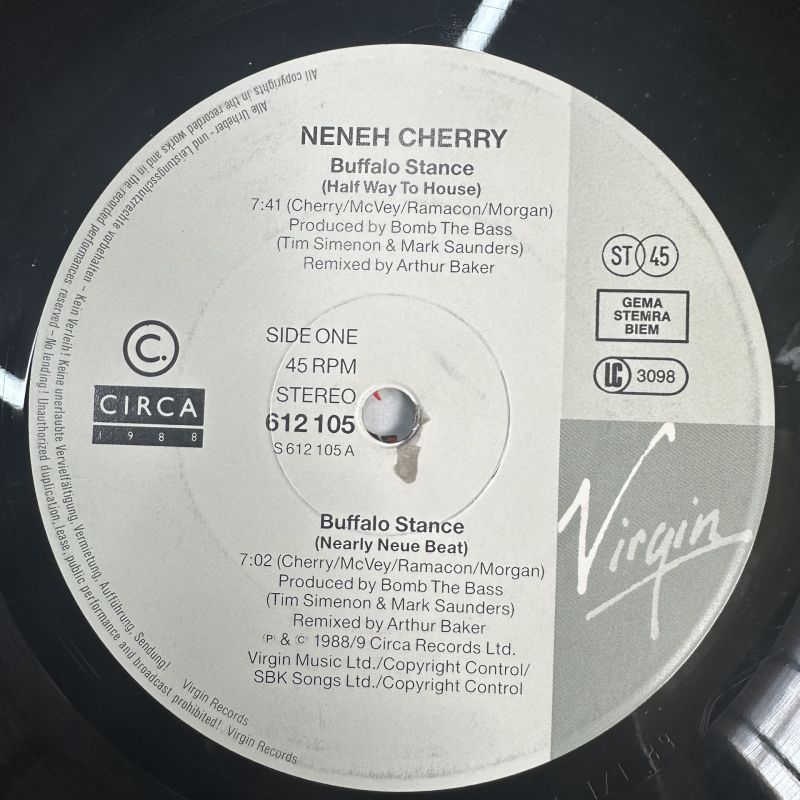 NENEH CHERRY
Buffalo Stance
(Half Way To House)
7:41 (Cherry/McVey/Ramacon/Morgan)
Produced by Bomb The Bass
(Tim Simenon & Mark Saunders)
Remixed by Arthur Baker
ST 45
GEMA
STEMRA
BIEM
LC 3098
C.
CIRCA
1988
SIDE ONE
45 RPM
STEREO
612 105
S 612 105 A
Virgin
Buffalo Stance
(Nearly Neue Beat)
7:02 (Cherry/McVey/Ramacon/Morgan)
Produced by Bomb The Bass
(Tim Simenon & Mark Saunders)
Remixed by Arthur Baker
℗ & © 1988/9 Circa Records Ltd.
Virgin Music Ltd./Copyright Control/
SBK Songs Ltd./Copyright Control
Alle Urheber- und Leistungsschutzrechte vorbehalten – Kein Verleih! Keine unerlaubte Vervielfältigung, Vermietung, Aufführung, Sendung! Virgin Records
All copyrights in the recorded works and in the recorded performances reserved – No lending! Unauthorized duplication, lease, public performance and broadcast prohibited! Virgin Records